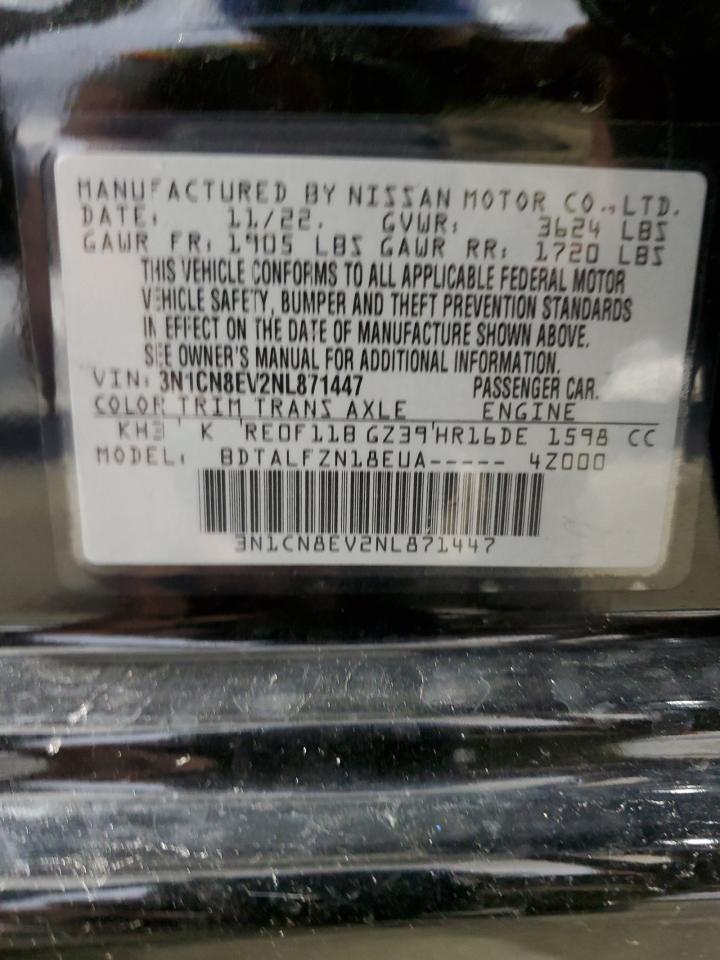 MANUFACTURED BY NISSAN MOTOR CO.,LTD.
DATE: 11/22. GVWR: 3624 LBS
GAWR FR: 1905 LBS GAWR RR: 1720 LBS
THIS VEHICLE CONFORMS TO ALL APPLICABLE FEDERAL MOTOR
VEHICLE SAFETY, BUMPER AND THEFT PREVENTION STANDARDS
IN EFFECT ON THE DATE OF MANUFACTURE SHOWN ABOVE.
SEE OWNER'S MANUAL FOR ADDITIONAL INFORMATION.
VIN: 3N1CN8EV2NL871447 PASSENGER CAR.
COLOR TRIM TRANS AXLE ENGINE
KH3 K RE0F11B GZ39 HR16DE 1598 CC
MODEL: BDTALFZN18EUA----- 4Z000
3N1CN8EV2NL871447